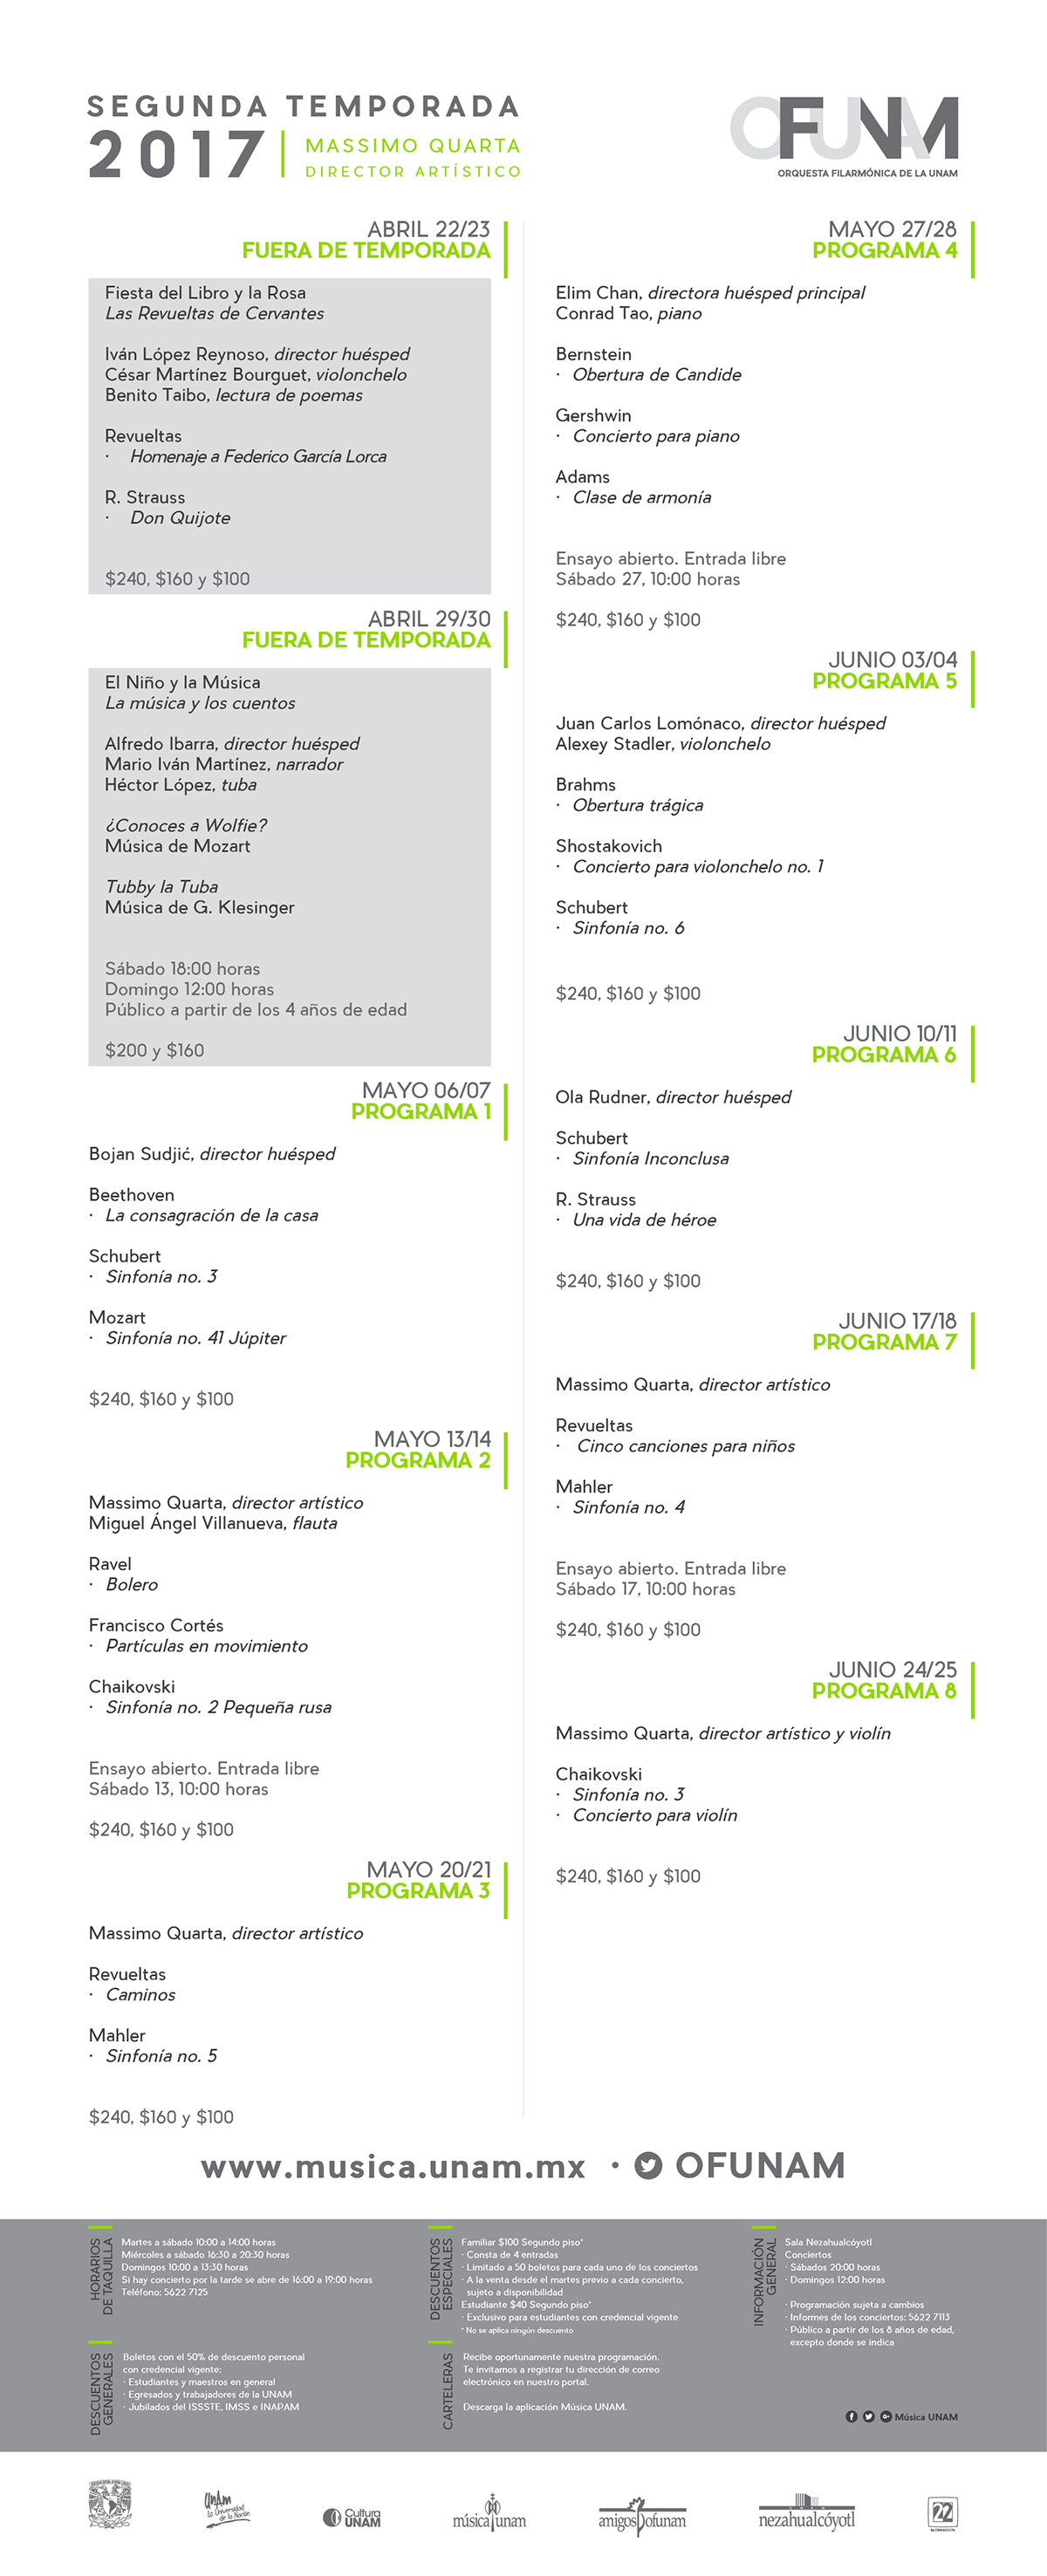 SEGUNDA TEMPORADA
2017
MASSIMO QUARTA
DIRECTOR ARTÍSTICO
OFUNAM
ORQUESTA FILARMÓNICA DE LA UNAM
ABRIL 22/23
FUERA DE TEMPORADA
Fiesta del Libro y la Rosa
Las Revueltas de Cervantes
Iván López Reynoso, director huésped
César Martínez Bourguet, violonchelo
Benito Taibo, lectura de poemas
Revueltas
· Homenaje a Federico García Lorca
R. Strauss
· Don Quijote
$240, $160 y $100
ABRIL 29/30
FUERA DE TEMPORADA
El Niño y la Música
La música y los cuentos
Alfredo Ibarra, director huésped
Mario Iván Martínez, narrador
Héctor López, tuba
¿Conoces a Wolfie?
Música de Mozart
Tubby la Tuba
Música de G. Klesinger
Sábado 18:00 horas
Domingo 12:00 horas
Público a partir de los 4 años de edad
$200 y $160
MAYO 06/07
PROGRAMA 1
Bojan Sudjić, director huésped
Beethoven
· La consagración de la casa
Schubert
· Sinfonía no. 3
Mozart
· Sinfonía no. 41 Júpiter
$240, $160 y $100
MAYO 13/14
PROGRAMA 2
Massimo Quarta, director artístico
Miguel Ángel Villanueva, flauta
Ravel
· Bolero
Francisco Cortés
· Partículas en movimiento
Chaikovski
· Sinfonía no. 2 Pequeña rusa
Ensayo abierto. Entrada libre
Sábado 13, 10:00 horas
$240, $160 y $100
MAYO 20/21
PROGRAMA 3
Massimo Quarta, director artístico
Revueltas
· Caminos
Mahler
· Sinfonía no. 5
$240, $160 y $100
MAYO 27/28
PROGRAMA 4
Elim Chan, directora huésped principal
Conrad Tao, piano
Bernstein
· Obertura de Candide
Gershwin
· Concierto para piano
Adams
· Clase de armonía
Ensayo abierto. Entrada libre
Sábado 27, 10:00 horas
$240, $160 y $100
JUNIO 03/04
PROGRAMA 5
Juan Carlos Lomónaco, director huésped
Alexey Stadler, violonchelo
Brahms
· Obertura trágica
Shostakovich
· Concierto para violonchelo no. 1
Schubert
· Sinfonía no. 6
$240, $160 y $100
JUNIO 10/11
PROGRAMA 6
Ola Rudner, director huésped
Schubert
· Sinfonía Inconclusa
R. Strauss
· Una vida de héroe
$240, $160 y $100
JUNIO 17/18
PROGRAMA 7
Massimo Quarta, director artístico
Revueltas
· Cinco canciones para niños
Mahler
· Sinfonía no. 4
Ensayo abierto. Entrada libre
Sábado 17, 10:00 horas
$240, $160 y $100
JUNIO 24/25
PROGRAMA 8
Massimo Quarta, director artístico y violín
Chaikovski
· Sinfonía no. 3
· Concierto para violín
$240, $160 y $100
www.musica.unam.mx · OFUNAM
HORARIOS
DE TAQUILLA
Martes a sábado 10:00 a 14:00 horas
Miércoles a sábado 16:30 a 20:30 horas
Domingos 10:00 a 13:30 horas
Si hay concierto por la tarde se abre de 16:00 a 19:00 horas
Teléfono: 5622 7125
DESCUENTOS
GENERALES
Boletos con el 50% de descuento personal
con credencial vigente:
· Estudiantes y maestros en general
· Egresados y trabajadores de la UNAM
· Jubilados del ISSSTE, IMSS e INAPAM
DESCUENTOS
ESPECIALES
Familiar $100 Segundo piso*
· Consta de 4 entradas
· Limitado a 50 boletos para cada uno de los conciertos
· A la venta desde el martes previo a cada concierto,
sujeto a disponibilidad
Estudiante $40 Segundo piso*
· Exclusivo para estudiantes con credencial vigente
* No se aplica ningún descuento
CARTELERAS
Recibe oportunamente nuestra programación.
Te invitamos a registrar tu dirección de correo
electrónico en nuestro portal.
Descarga la aplicación Música UNAM.
INFORMACIÓN
GENERAL
Sala Nezahualcóyotl
Conciertos
· Sábados 20:00 horas
· Domingos 12:00 horas
· Programación sujeta a cambios
· Informes de los conciertos: 5622 7113
· Público a partir de los 8 años de edad,
excepto donde se indica
Música UNAM
UNAM
La Universidad
de la Nación
Cultura
UNAM
música unam
amigos ofunam
nezahualcóyotl
22